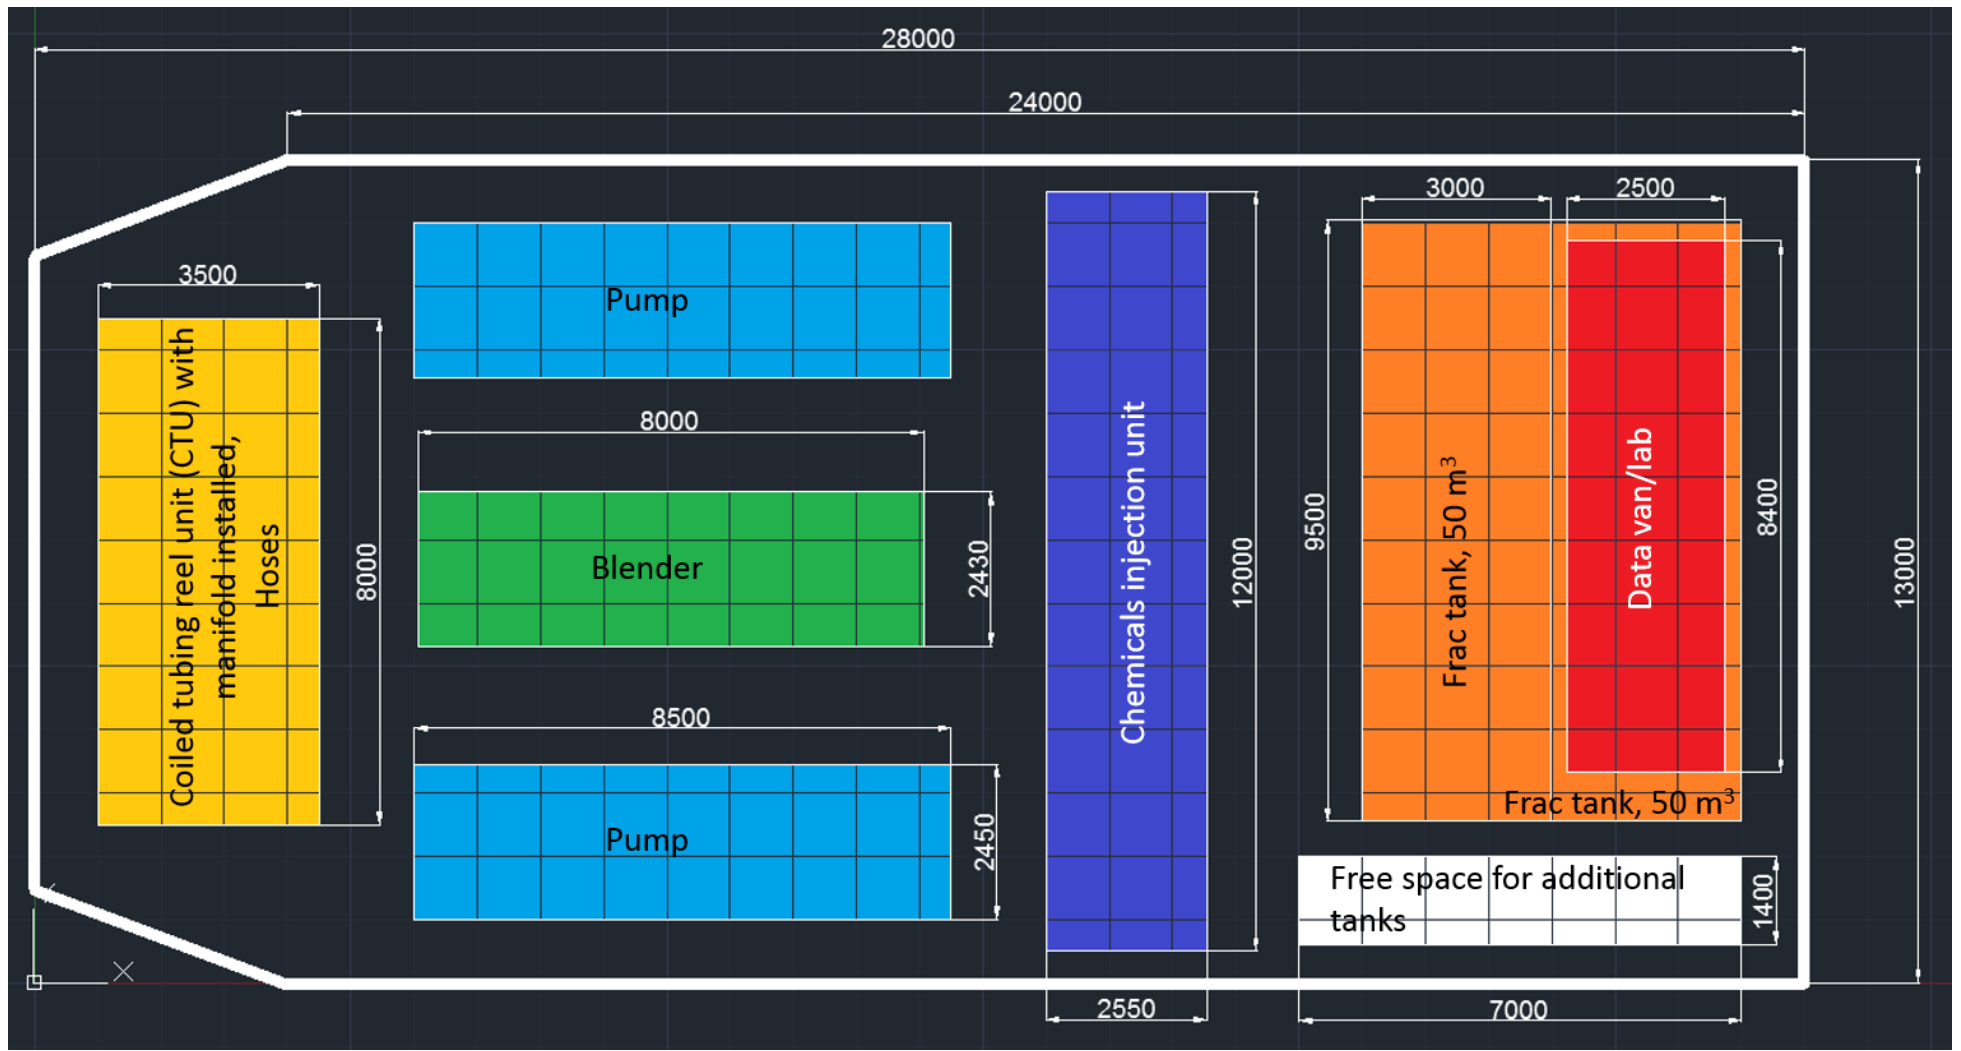 28000
24000
3000
2500
3500
Pump
Coiled tubing reel unit (CTU) with
manifold installed,
Hoses
8000
8000
Blender
2430
Chemicals injection unit
12000
9500
Frac tank, 50 m³
Data van/lab
8400
13000
8500
Pump
2450
Frac tank, 50 m³
Free space for additional
tanks
1400
2550
7000